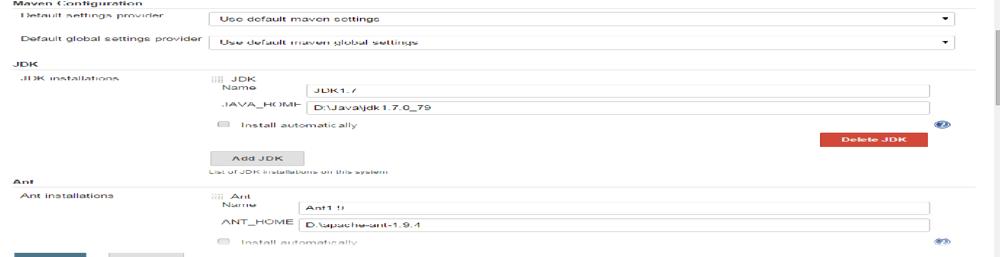 Maven Configuration
Default settings provider
Use default maven settings
Default global settings provider
Use default maven global settings
JDK
JDK installations
JDK
Name
JDK1.7
JAVA_HOME
D:\Java\jdk1.7.0_79
Install automatically
Delete JDK
Add JDK
List of JDK installations on this system
Ant
Ant installations
Ant
Name
Ant1.9
ANT_HOME
D:\apache-ant-1.9.4
Install automatically